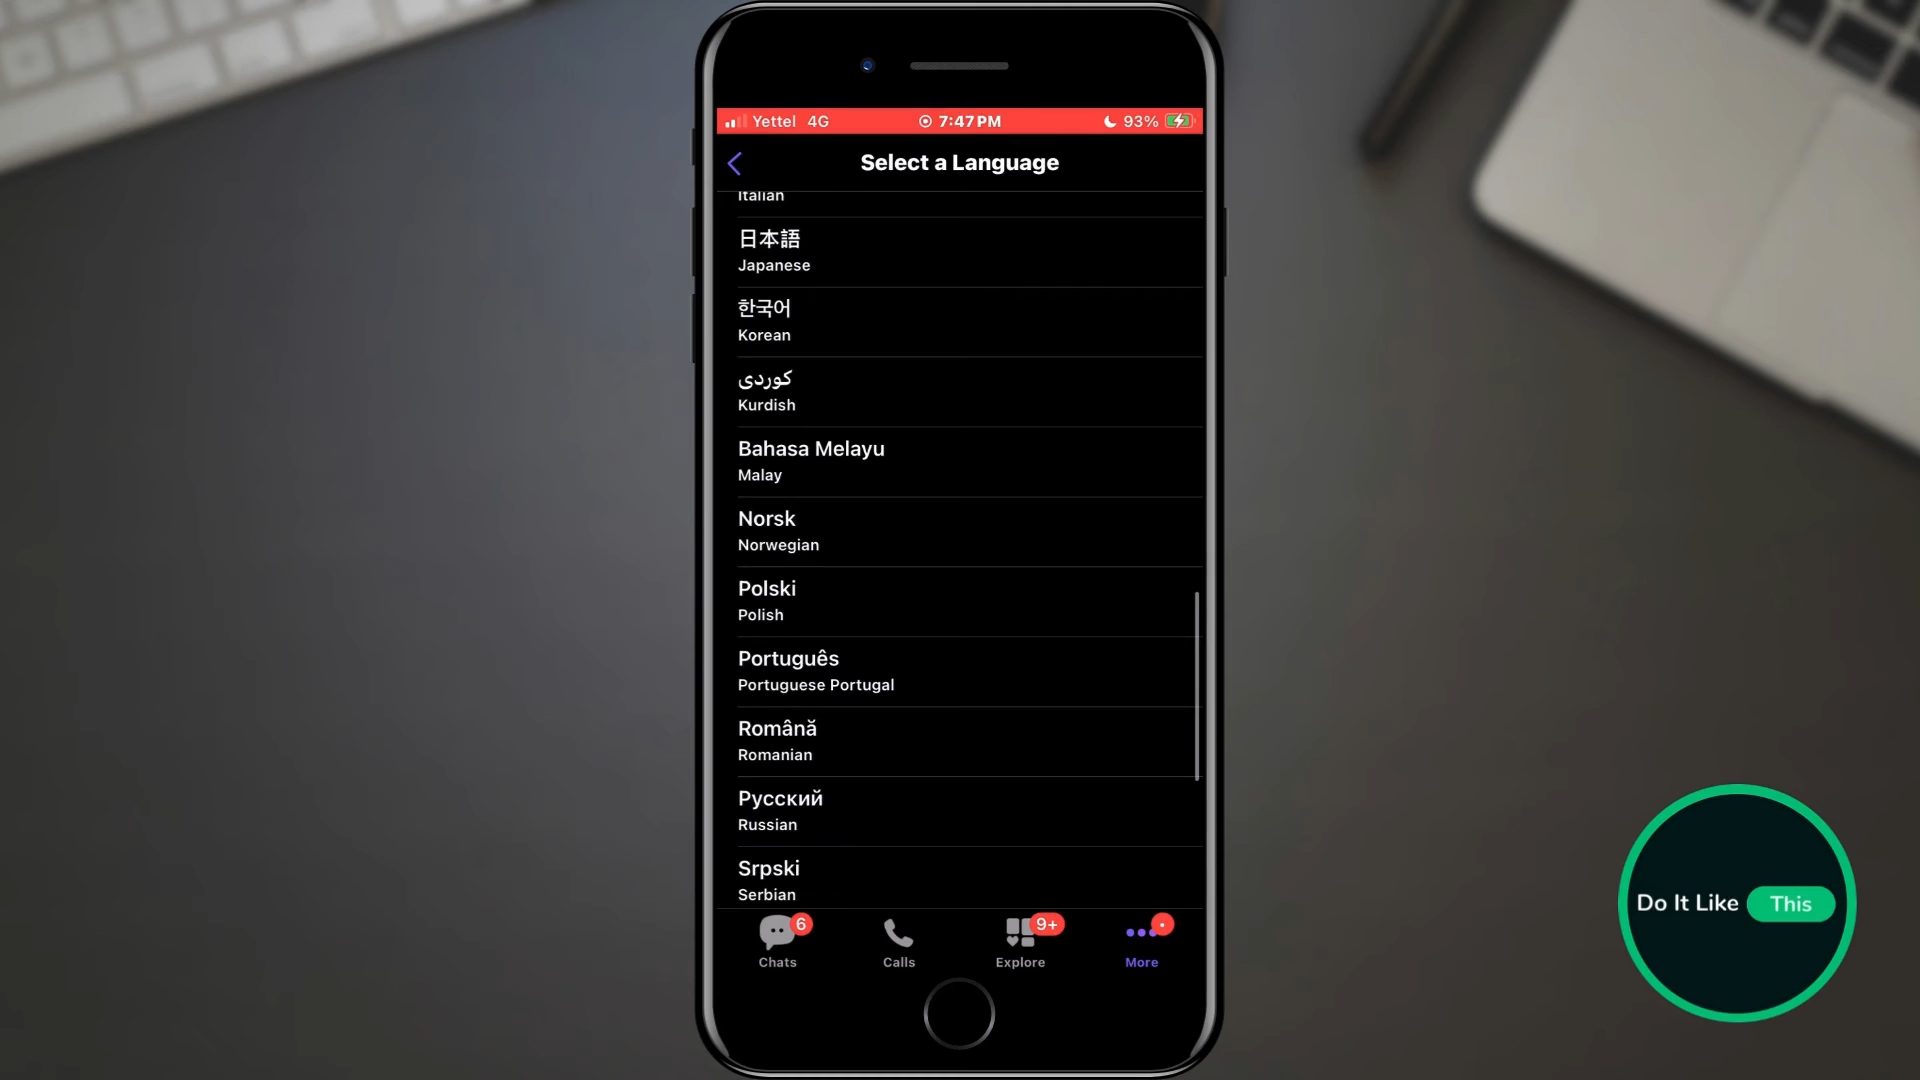 Yettel 4G 7:47 PM 93%
Select a Language
Italian
日本語
Japanese
한국어
Korean
کوردی
Kurdish
Bahasa Melayu
Malay
Norsk
Norwegian
Polski
Polish
Português
Portuguese Portugal
Română
Romanian
Русский
Russian
Srpski
Serbian
6 9+
Chats Calls Explore More
Do It Like This